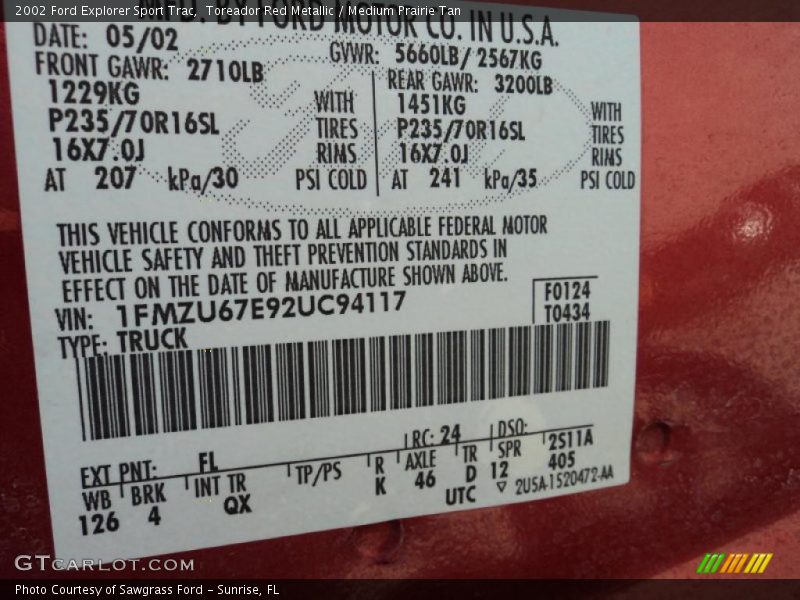 2002 Ford Explorer Sport Trac,  Toreador Red Metallic / Medium Prairie Tan
MFD. BY FORD MOTOR CO. IN U.S.A.
DATE: 05/02 GVWR: 5660LB/2567KG
FRONT GAWR: 2710LB REAR GAWR: 3200LB
1229KG WITH 1451KG WITH
P235/70R16SL TIRES P235/70R16SL TIRES
16X7.0J RIMS 16X7.0J RIMS
AT 207 kPa/30 PSI COLD AT 241 kPa/35 PSI COLD
THIS VEHICLE CONFORMS TO ALL APPLICABLE FEDERAL MOTOR
VEHICLE SAFETY AND THEFT PREVENTION STANDARDS IN
EFFECT ON THE DATE OF MANUFACTURE SHOWN ABOVE.
VIN: 1FMZU67E92UC94117 F0124
TYPE: TRUCK T0434
EXT PNT: FL RC: 24 DSO:
WB BRK INT TR TP/PS R AXLE TR SPR 2S11A
126 4 QX K 46 D 12 405
UTC ▽ 2U5A-1520472-AA
GTCARLOT.COM
Photo Courtesy of Sawgrass Ford - Sunrise, FL